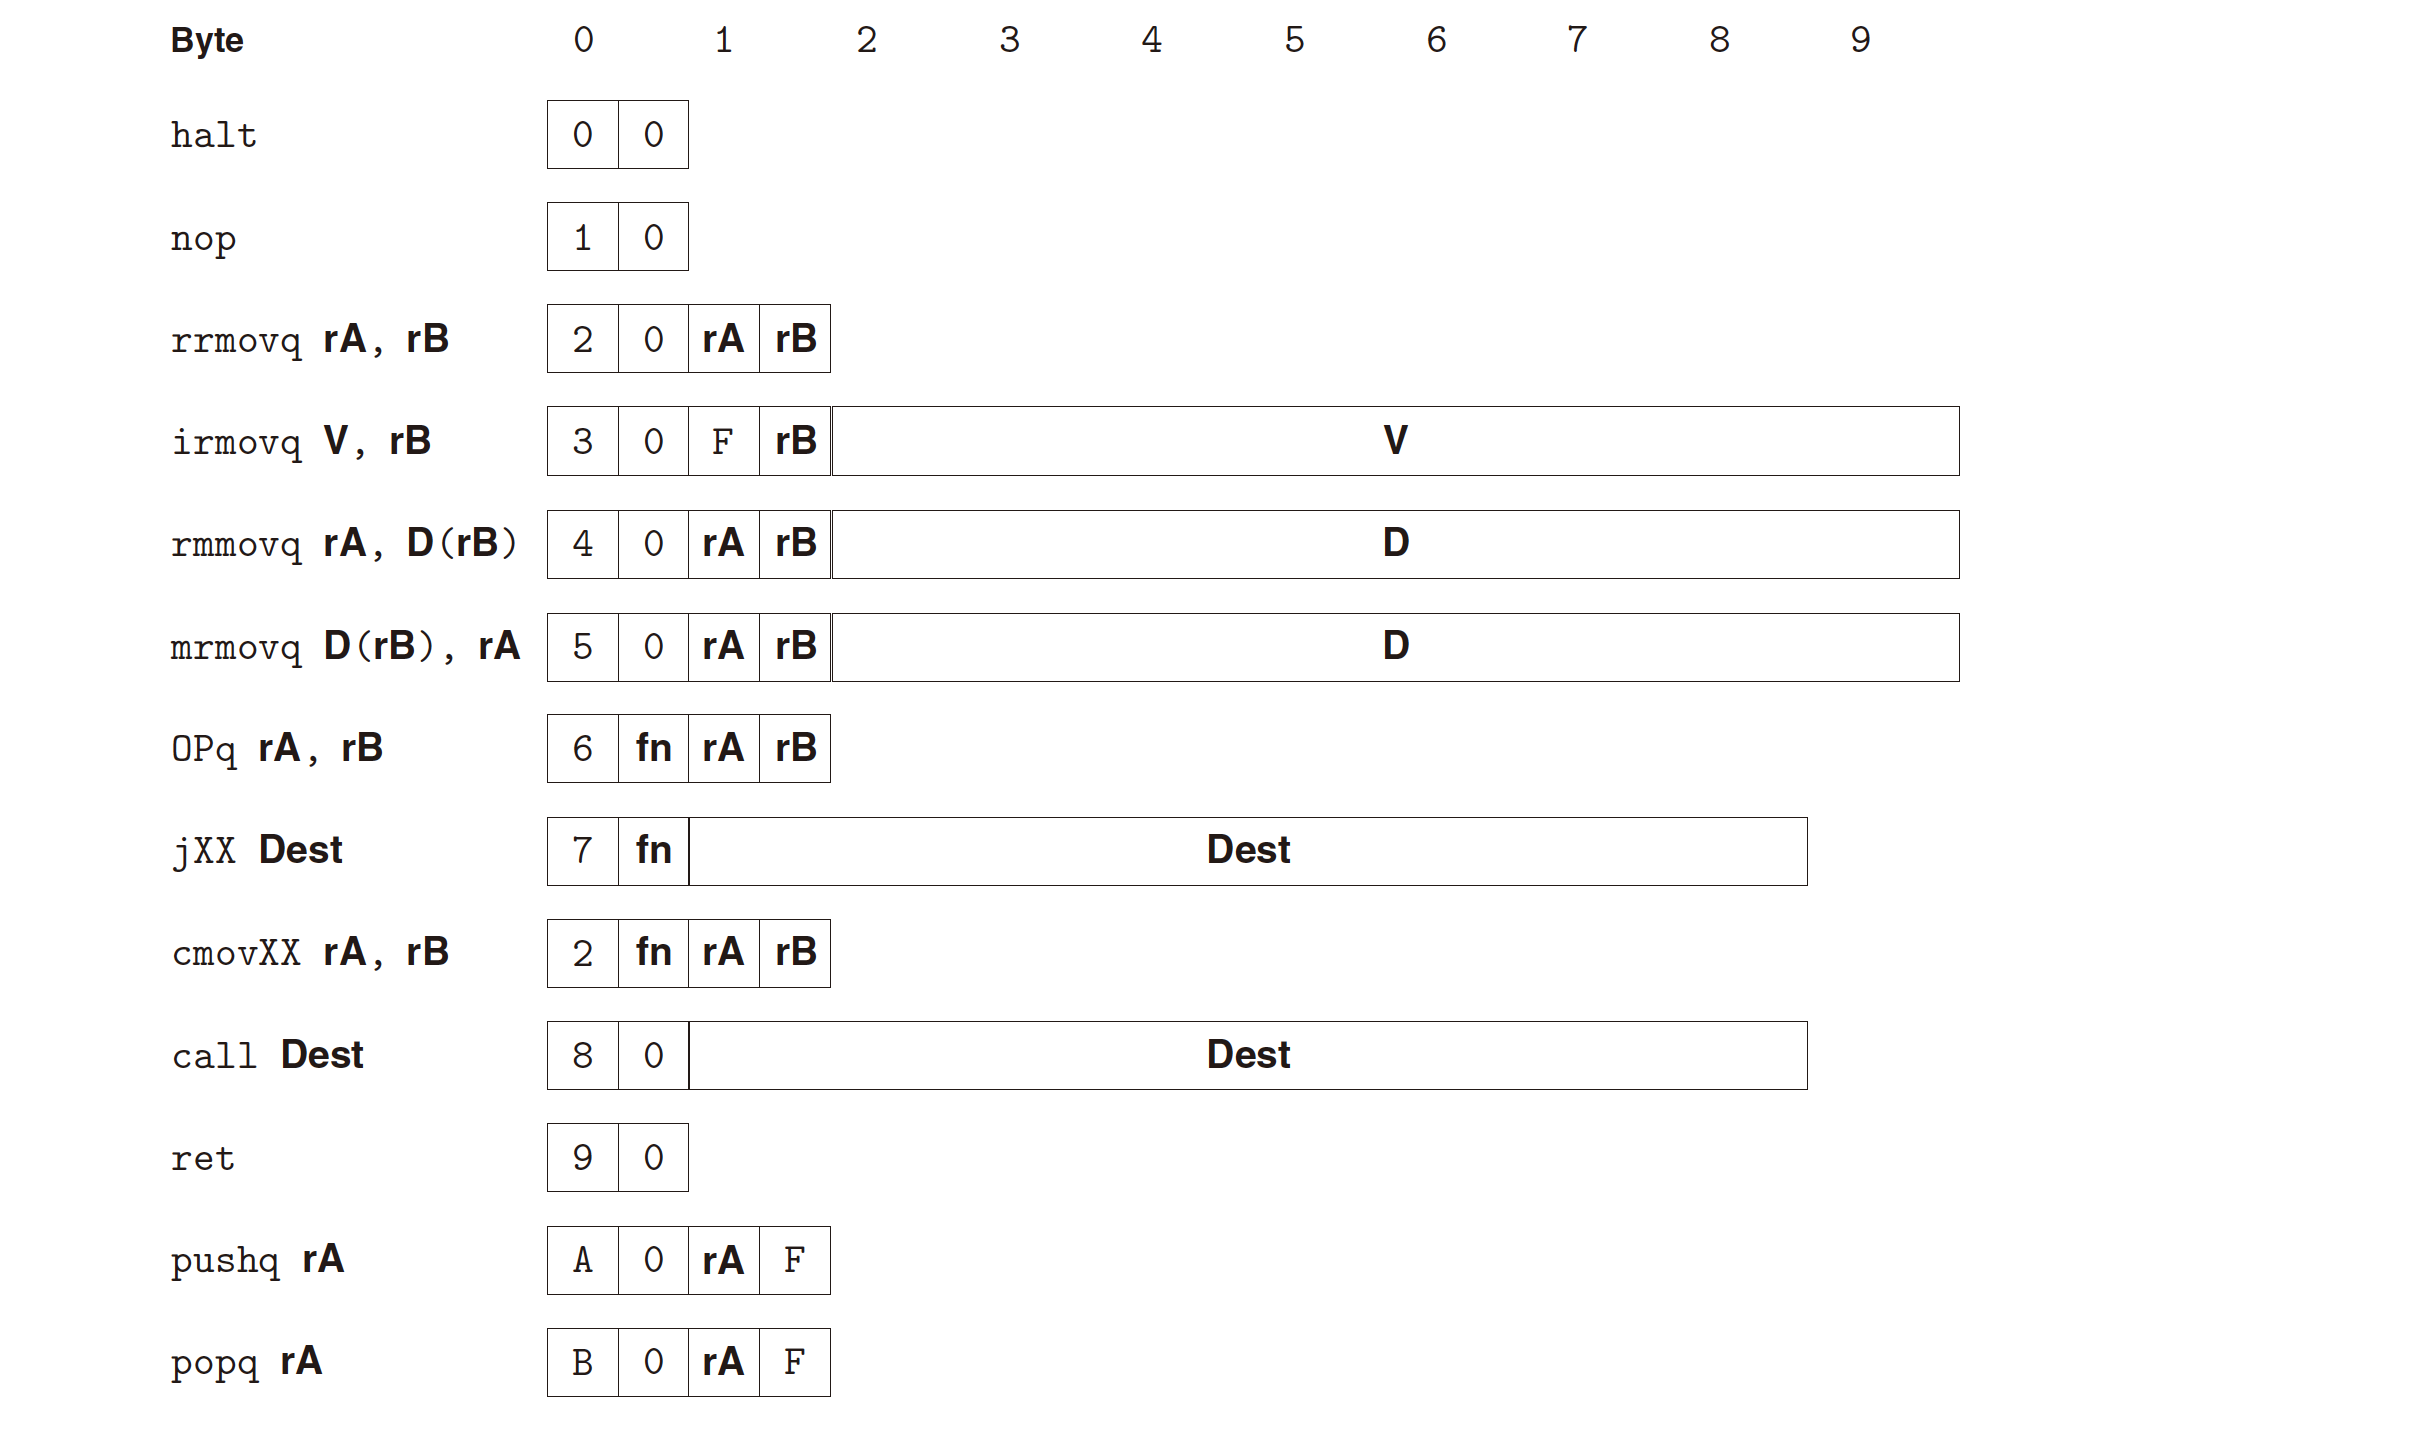 Byte 0 1 2 3 4 5 6 7 8 9
halt 0 0
nop 1 0
rrmovq rA, rB 2 0 rA rB
irmovq V, rB 3 0 F rB V
rmmovq rA, D(rB) 4 0 rA rB D
mrmovq D(rB), rA 5 0 rA rB D
OPq rA, rB 6 fn rA rB
jXX Dest 7 fn Dest
cmovXX rA, rB 2 fn rA rB
call Dest 8 0 Dest
ret 9 0
pushq rA A 0 rA F
popq rA B 0 rA F